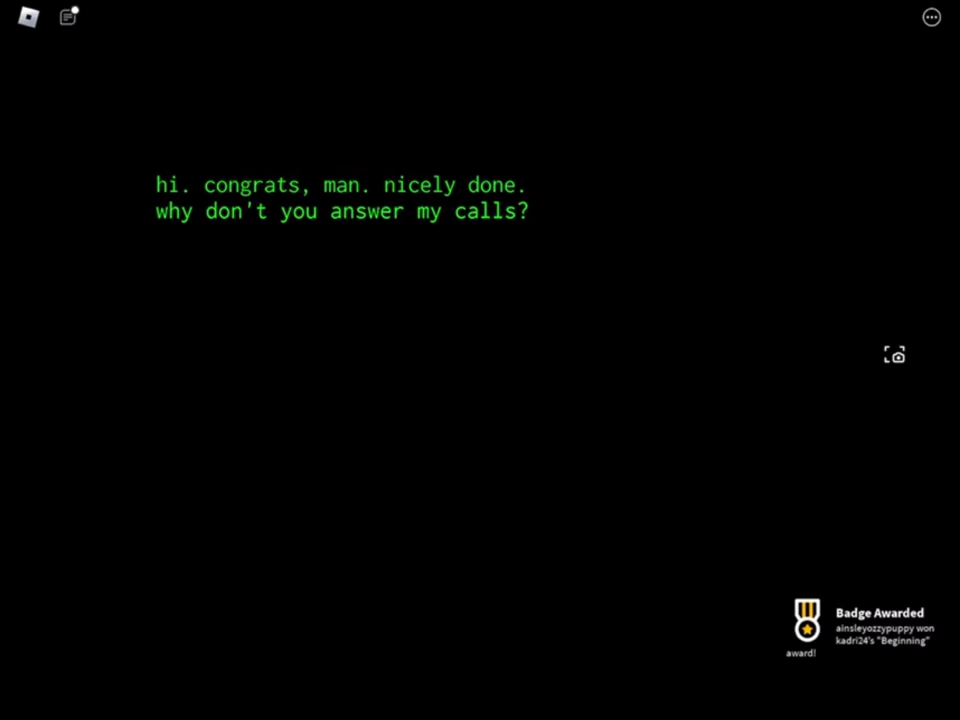 hi. congrats, man. nicely done.
why don't you answer my calls?
Badge Awarded
ainsleyozzypuppy won
kadri24's "Beginning"
award!